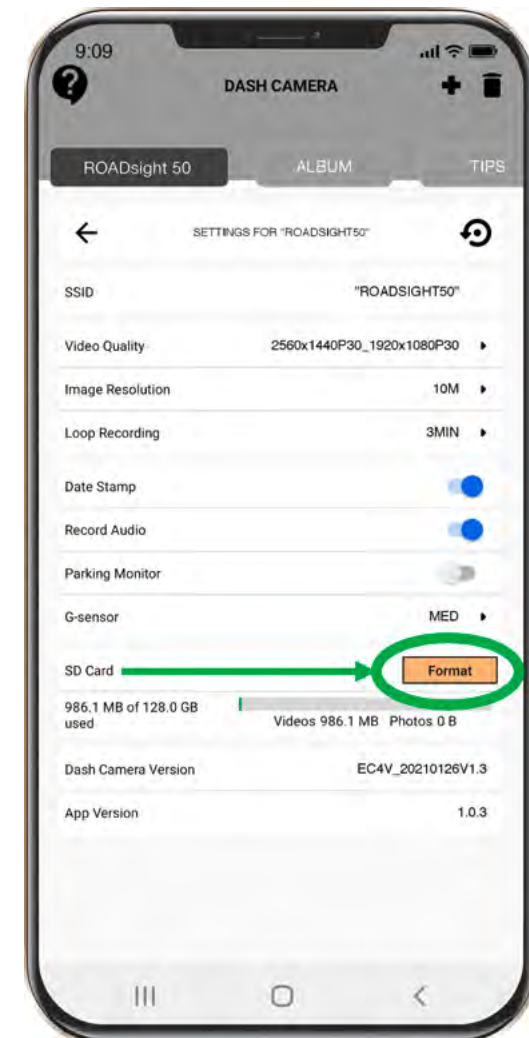 9:09
DASH CAMERA
ROADsight 50 ALBUM TIPS
SETTINGS FOR "ROADSIGHT50"
SSID "ROADSIGHT50"
Video Quality 2560x1440P30_1920x1080P30
Image Resolution 10M
Loop Recording 3MIN
Date Stamp
Record Audio
Parking Monitor
G-sensor MED
SD Card Format
986.1 MB of 128.0 GB
used
Videos 986.1 MB Photos 0 B
Dash Camera Version EC4V_20210126V1.3
App Version 1.0.3